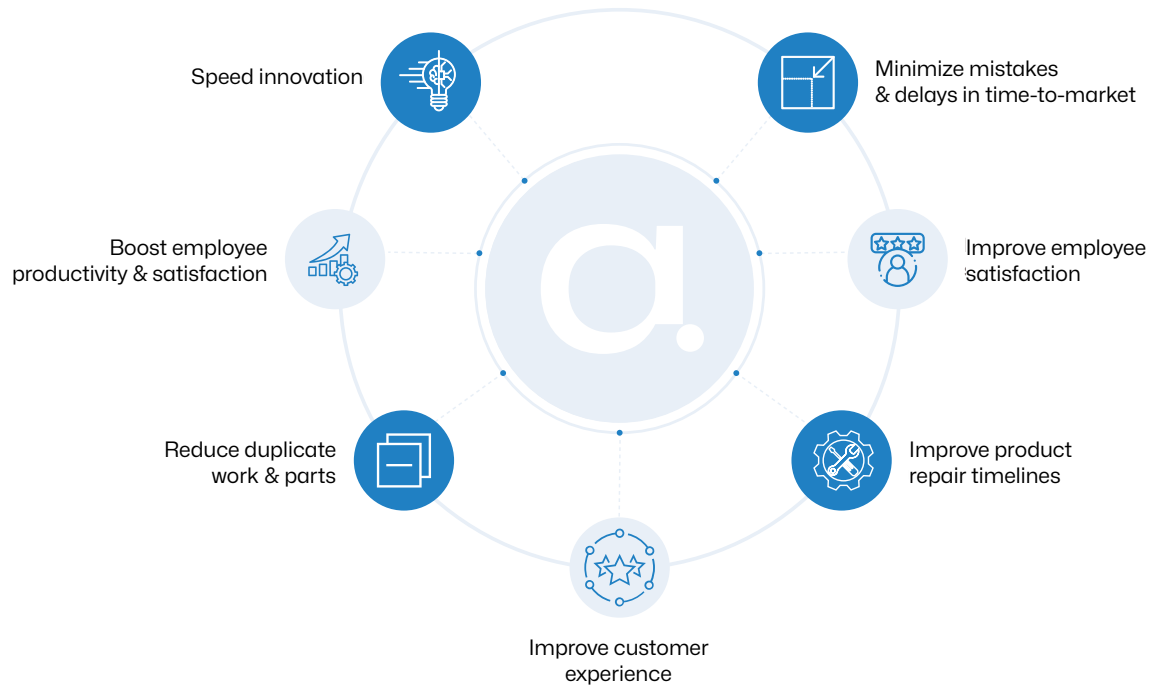 Speed innovation
Minimize mistakes
& delays in time-to-market
Boost employee
productivity & satisfaction
Improve employee
satisfaction
Reduce duplicate
work & parts
Improve product
repair timelines
Improve customer
experience
a.